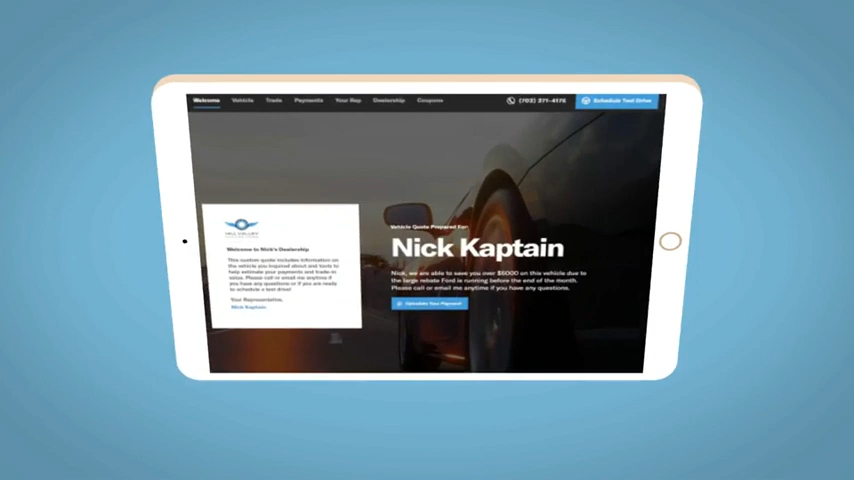 Welcome Vehicle Trade Payments Your Rep Dealership Coupons (702) 371-4175 Schedule Test Drive
HILL VALLEY
Welcome to Nick's Dealership
This custom quote includes information on
the vehicle you inquired about and tools to
help estimate your payments and trade-in
value. Please call or email me anytime if
you have any questions or if you are ready
to schedule a test drive!
Your Representative,
Nick Kaptain
Vehicle Quote Prepared For:
Nick Kaptain
Nick, we are able to save you over $6000 on this vehicle due to
the large rebate Ford is running before the end of the month.
Please call or email me anytime if you have any questions.
Calculate Your Payment